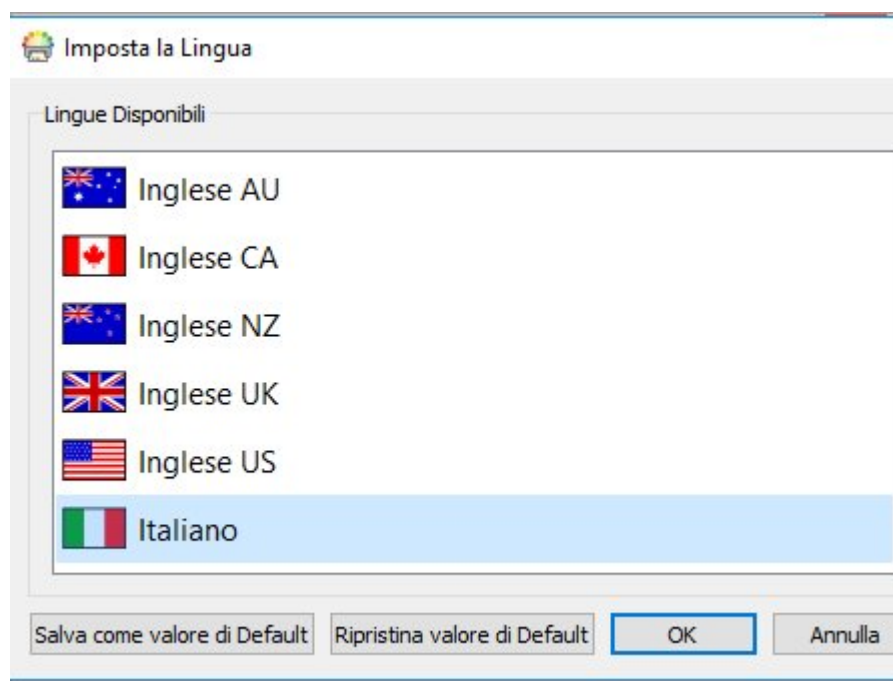 Imposta la Lingua
Lingue Disponibili
Inglese AU
Inglese CA
Inglese NZ
Inglese UK
Inglese US
Italiano
Salva come valore di Default Ripristina valore di Default OK Annulla